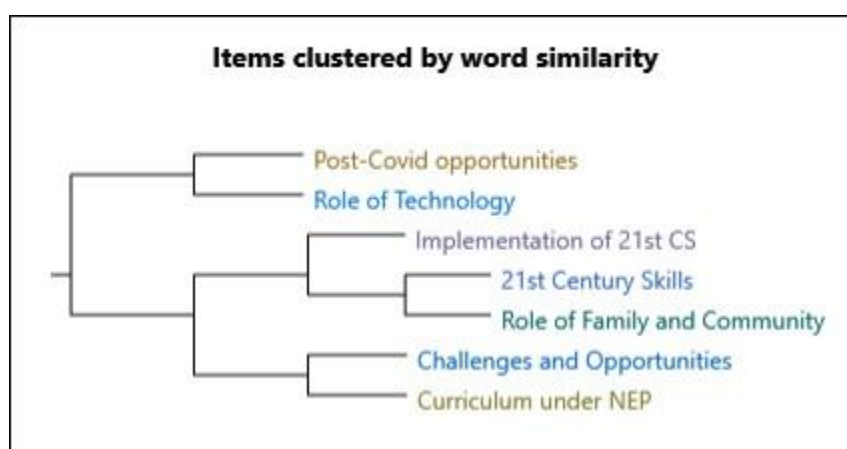 Items clustered by word similarity
Post-Covid opportunities
Role of Technology
Implementation of 21st CS
21st Century Skills
Role of Family and Community
Challenges and Opportunities
Curriculum under NEP